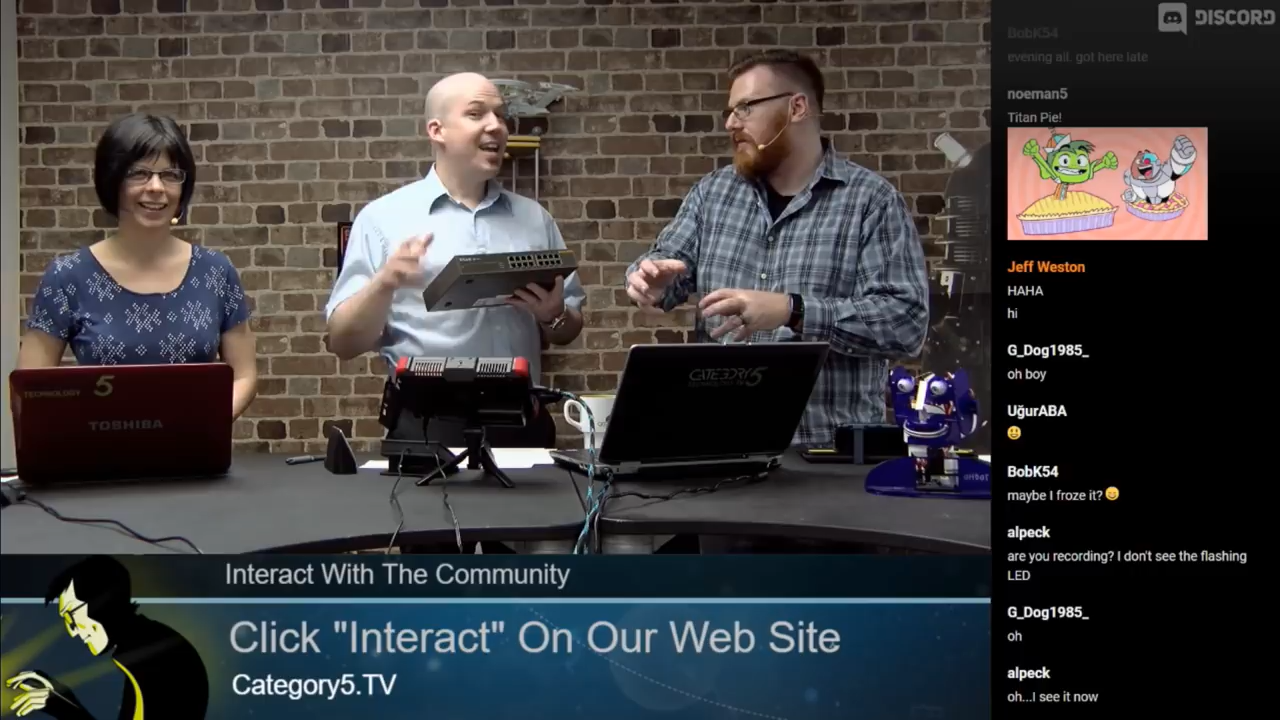 DISCORD
BobK54
evening all. got here late
noeman5
Titan Pie!
Jeff Weston
HAHA
hi
G_Dog1985_
oh boy
UğurABA
BobK54
maybe I froze it?
alpeck
are you recording? I don't see the flashing
LED
G_Dog1985_
oh
alpeck
oh...I see it now
TECHNOLOGY 5
TOSHIBA
CATEGORY5
Interact With The Community
Click "Interact" On Our Web Site
Category5.TV